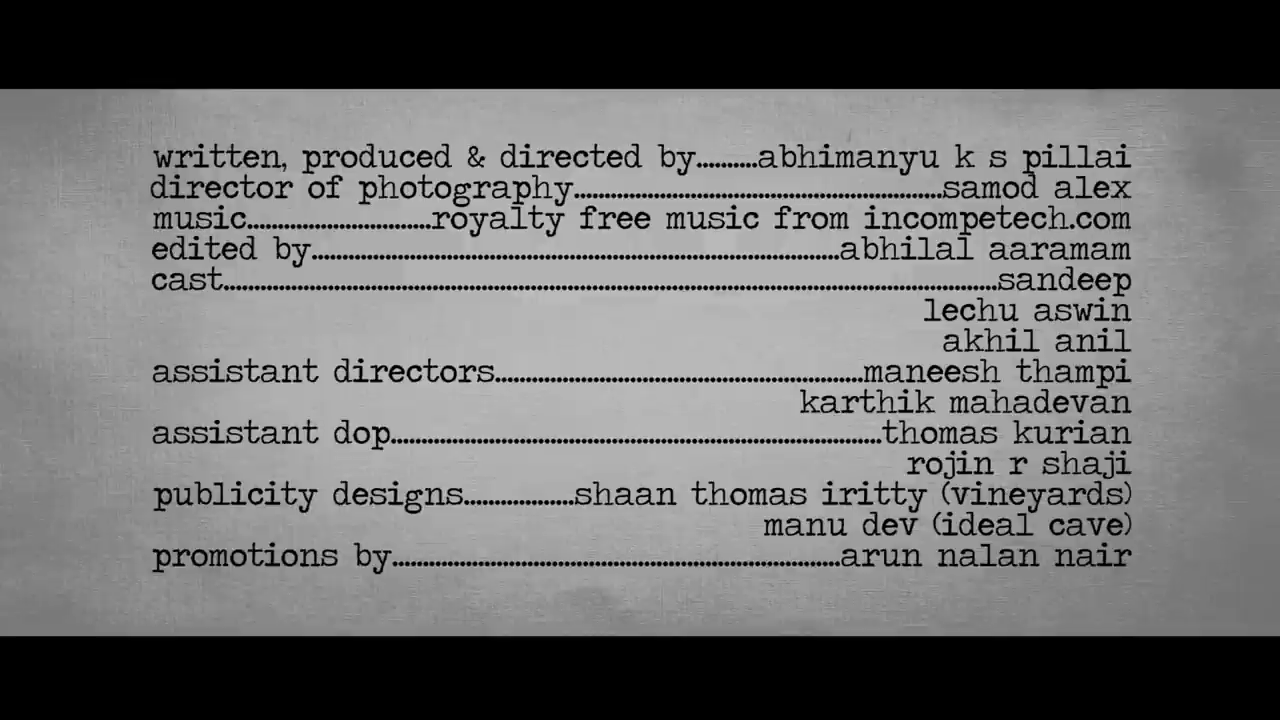 written, produced & directed by..........abhimanyu k s pillai
director of photography..............................................................samod alex
music...............................royalty free music from incompetech.com
edited by........................................................................................abhilal aaramam
cast..................................................................................................................................sandeep
lechu aswin
akhil anil
assistant directors..............................................................maneesh thampi
karthik mahadevan
assistant dop..................................................................................thomas kurian
rojin r shaji
publicity designs..................shaan thomas iritty (vineyards)
manu dev (ideal cave)
promotions by...........................................................................arun nalan nair